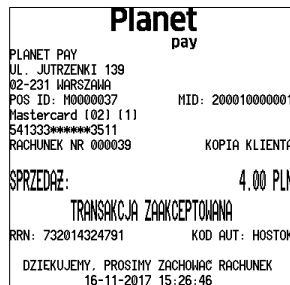 Planet
pay
PLANET PAY
UL. JUTRZENKI 139
02-231 WARSZAWA
POS ID: M0000037 MID: 200010000001
Mastercard (02) (1)
541333******3511
RACHUNEK NR 000039 KOPIA KLIENTA
SPRZEDAŻ: 4.00 PLN
TRANSAKCJA ZAAKCEPTOWANA
RRN: 732014324791 KOD AUT: HOSTOK
DZIEKUJEMY, PROSIMY ZACHOWAĆ RACHUNEK
16-11-2017 15:26:46